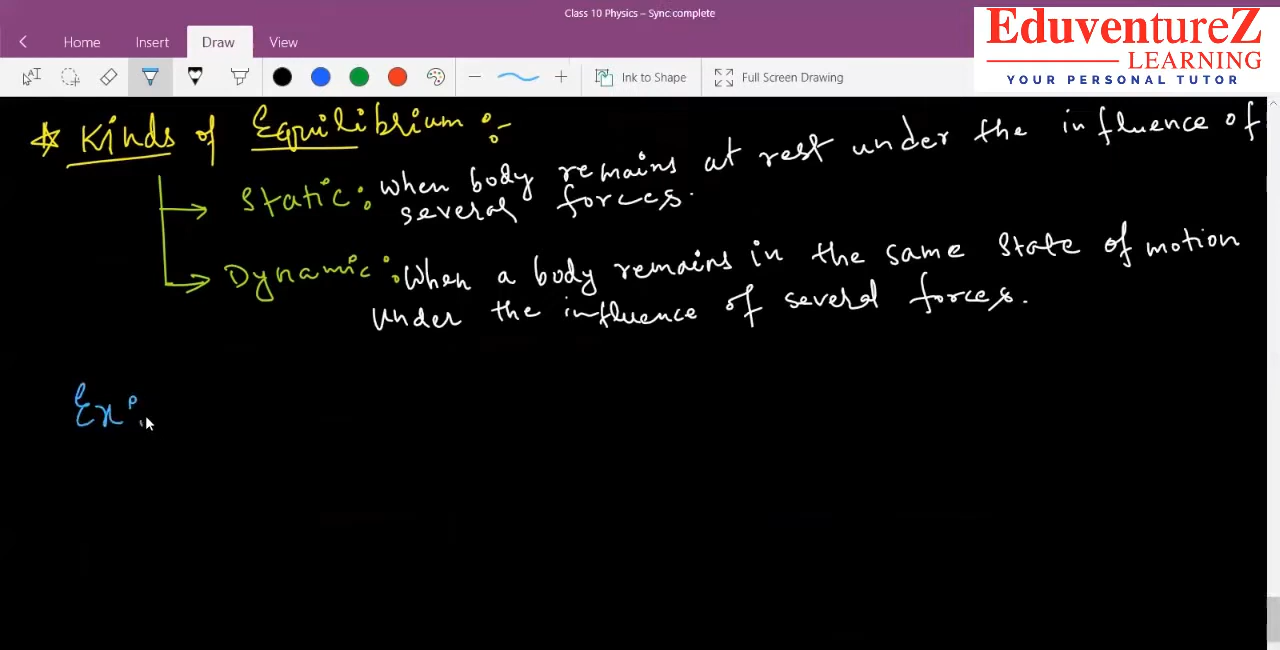 Class 10 Physics – Sync complete
EduventureZ
LEARNING
YOUR PERSONAL TUTOR
Home Insert Draw View
Ink to Shape Full Screen Drawing
Kinds of Equilibrium :-
Static: When body remains at rest under the influence of
several forces.
Dynamic: When a body remains in the same state of motion
under the influence of several forces.
Ex: